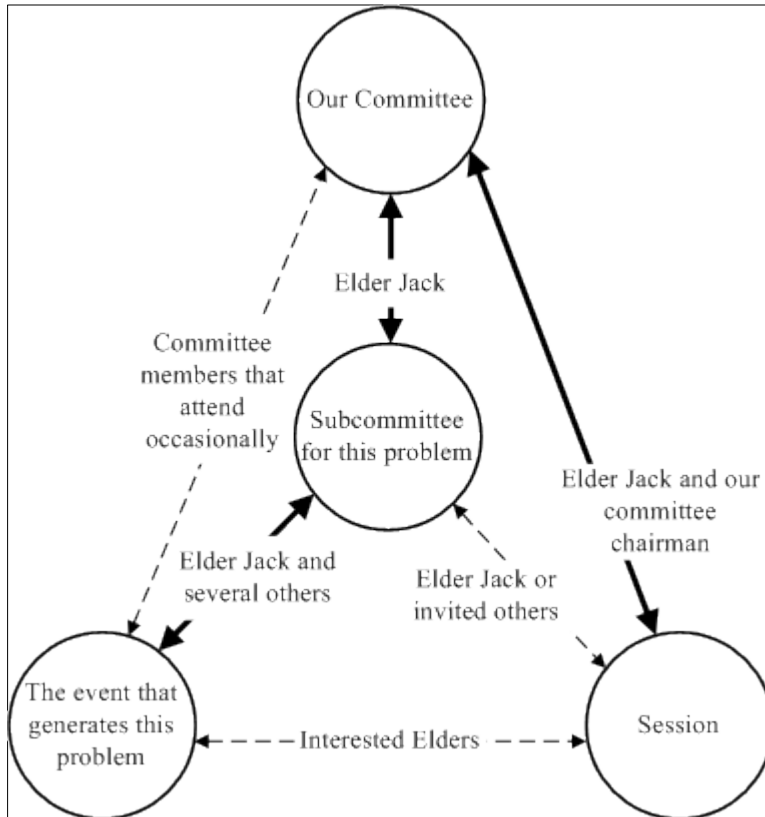 Our Committee
Elder Jack
Committee
members that
attend
occasionally
Subcommittee
for this problem
Elder Jack and our
committee
chairman
Elder Jack and
several others
Elder Jack or
invited others
The event that
generates this
problem
Interested Elders
Session